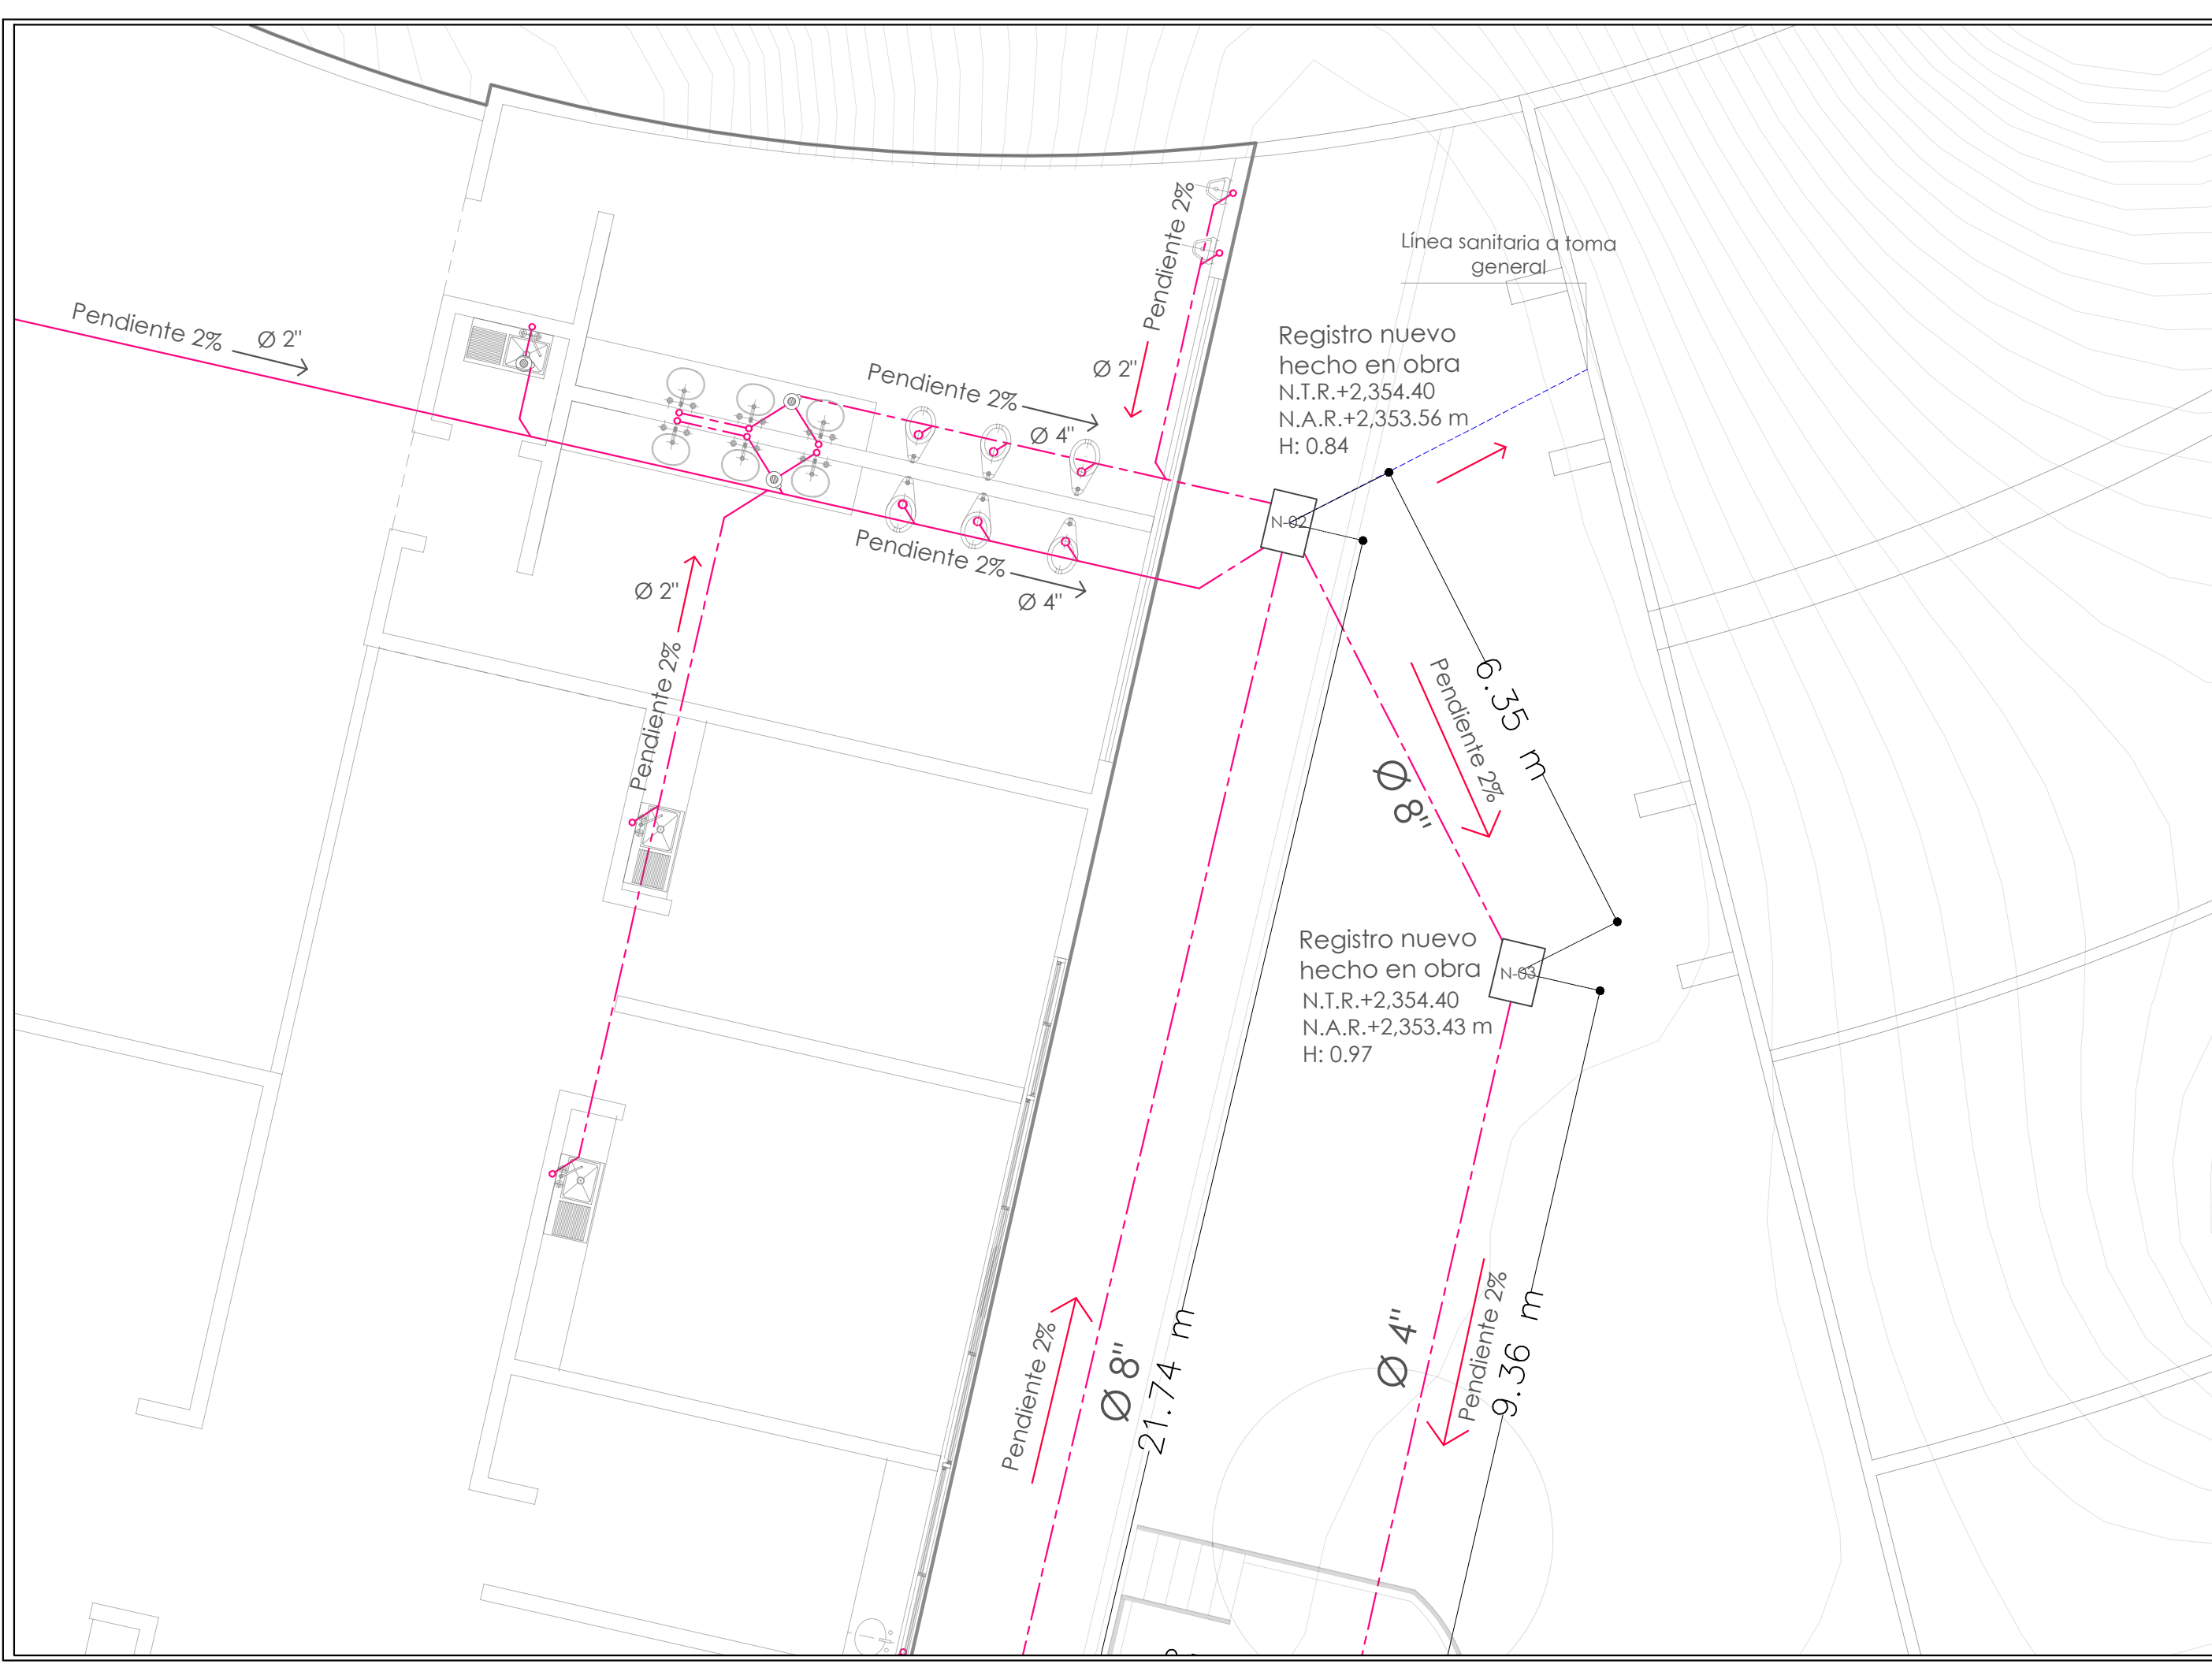 Pendiente 2%
Ø 2"
Pendiente 2%
Ø 2"
Pendiente 2%
Ø 4"
Línea sanitaria a toma
general
Registro nuevo
hecho en obra
N.T.R.+2,354.40
N.A.R.+2,353.56 m
H: 0.84
N-02
Pendiente 2%
Ø 4"
Ø 2"
Pendiente 2%
6.35 m
Pendiente 2%
Ø 8"
Registro nuevo
hecho en obra
N.T.R.+2,354.40
N.A.R.+2,353.43 m
H: 0.97
N-03
Pendiente 2%
Ø 8"
21.74 m
Ø 4"
Pendiente 2%
9.36 m